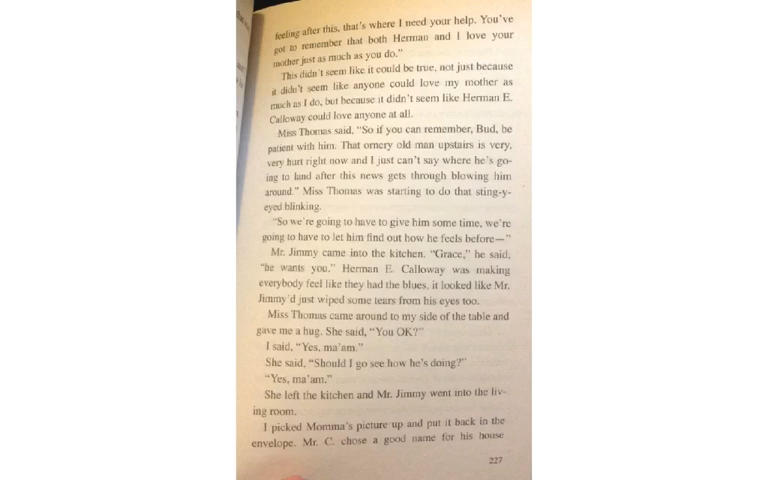 feeling after this, that's where I need your help. You've
got to remember that both Herman and I love your
mother just as much as you do."
This didn't seem like it could be true, not just because
it didn't seem like anyone could love my mother as
much as I do, but because it didn't seem like Herman E.
Calloway could love anyone at all.
Miss Thomas said, "So if you can remember, Bud, be
patient with him. That ornery old man upstairs is very,
very hurt right now and I just can't say where he's go-
ing to land after this news gets through blowing him
around." Miss Thomas was starting to do that sting-y-
eyed blinking.
"So we're going to have to give him some time, we're
going to have to let him find out how he feels before—"
Mr. Jimmy came into the kitchen. "Grace," he said,
"he wants you." Herman E. Calloway was making
everybody feel like they had the blues, it looked like Mr.
Jimmy'd just wiped some tears from his eyes too.
Miss Thomas came around to my side of the table and
gave me a hug. She said, "You OK?"
I said, "Yes, ma'am."
She said, "Should I go see how he's doing?"
"Yes, ma'am."
She left the kitchen and Mr. Jimmy went into the liv-
ing room.
I picked Momma's picture up and put it back in the
envelope. Mr. C. chose a good name for his house
227